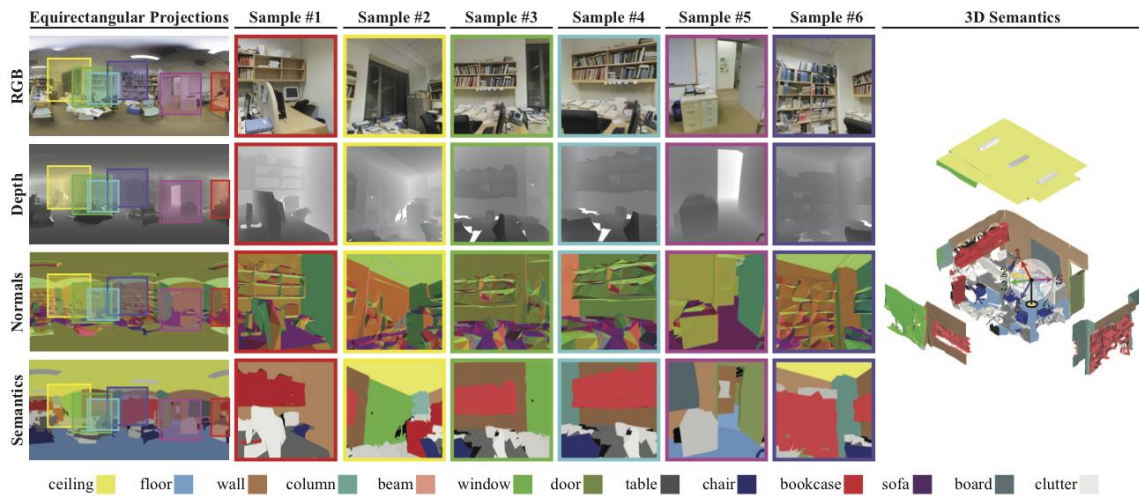 Equirectangular Projections Sample #1 Sample #2 Sample #3 Sample #4 Sample #5 Sample #6 3D Semantics
RGB
Depth
Normals
Semantics
ceiling floor wall column beam window door table chair bookcase sofa board clutter